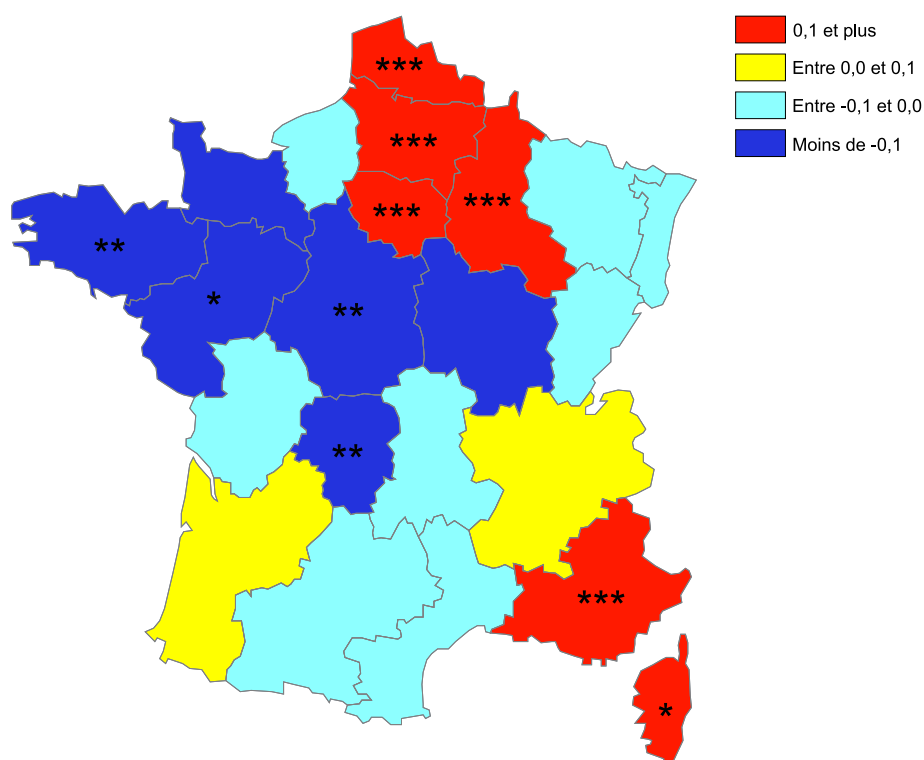 0,1 et plus
Entre 0,0 et 0,1
Entre -0,1 et 0,0
Moins de -0,1
***
***
***
***
**
*
**
**
***
*